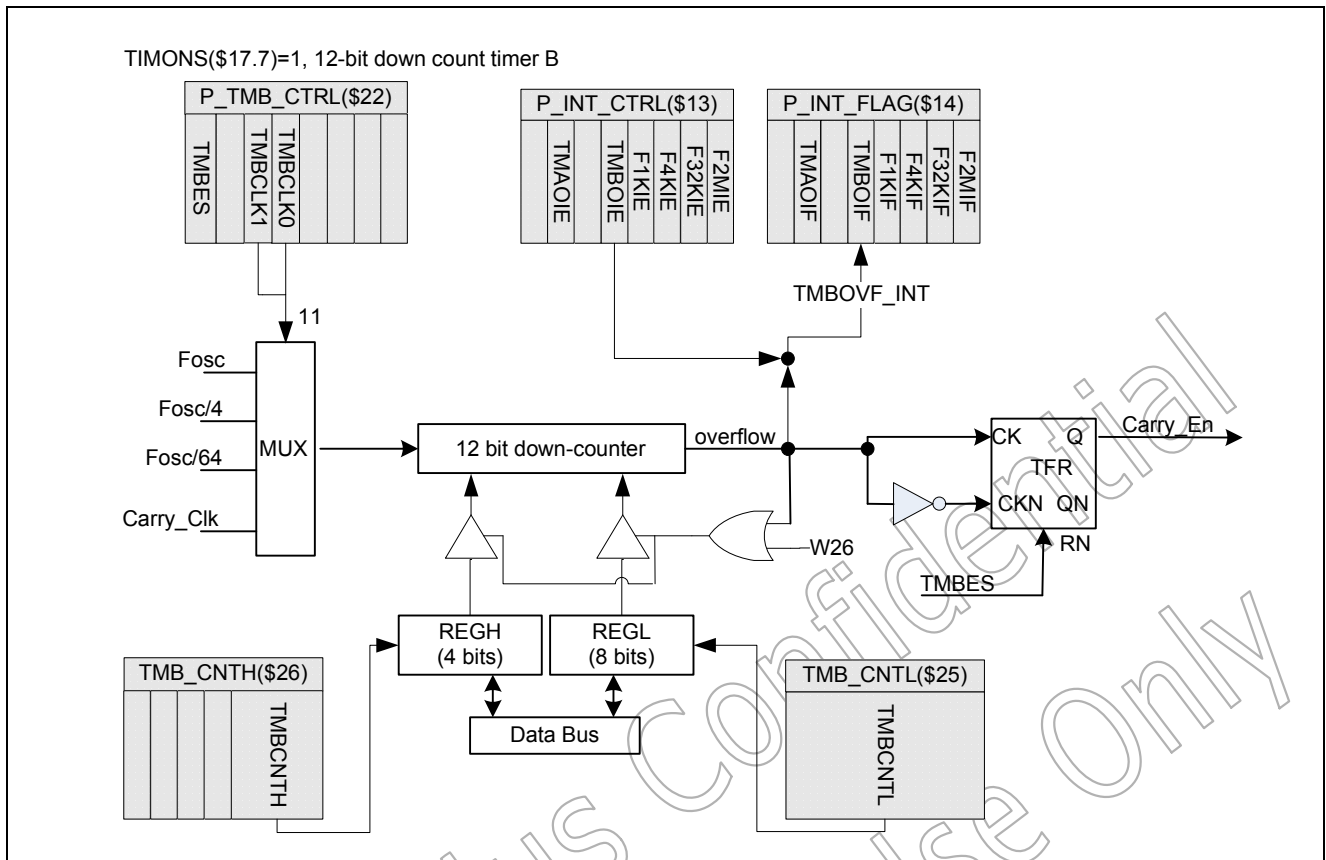 TIMONS($17.7)=1, 12-bit down count timer B
P_TMB_CTRL($22)
TMBES
TMBCLK1
TMBCLK0
P_INT_CTRL($13)
TMAOIE
TMBOIE
F1KIE
F4KIE
F32KIE
F2MIE
P_INT_FLAG($14)
TMAOIF
TMBOIF
F1KIF
F4KIF
F32KIF
F2MIF
TMBOVF_INT
11
Fosc
Fosc/4
Fosc/64
Carry_Clk
MUX
12 bit down-counter
overflow
W26
CK Q
TFR
CKN QN
RN
Carry_En
TMBES
REGH
(4 bits)
REGL
(8 bits)
Data Bus
TMB_CNTH($26)
TMBCNTH
TMB_CNTL($25)
TMBCNTL
Confidential
Use Only